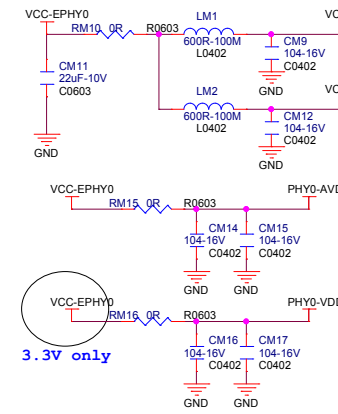 VCC-EPHY0
LM1
VC
RM10 0R
R0603
600R-100M
L0402
CM9
104-16V
C0402
CM11
22uF-10V
C0603
GND
GND
VC
LM2
600R-100M
L0402
CM12
104-16V
C0402
GND
VCC-EPHY0
PHY0-AVD
RM15 0R
R0603
CM14
104-16V
C0402
CM15
104-16V
C0402
GND
GND
VCC-EPHY0
PHY0-VDD
RM16 0R
R0603
3.3V only
CM16
104-16V
C0402
CM17
104-16V
C0402
GND
GND